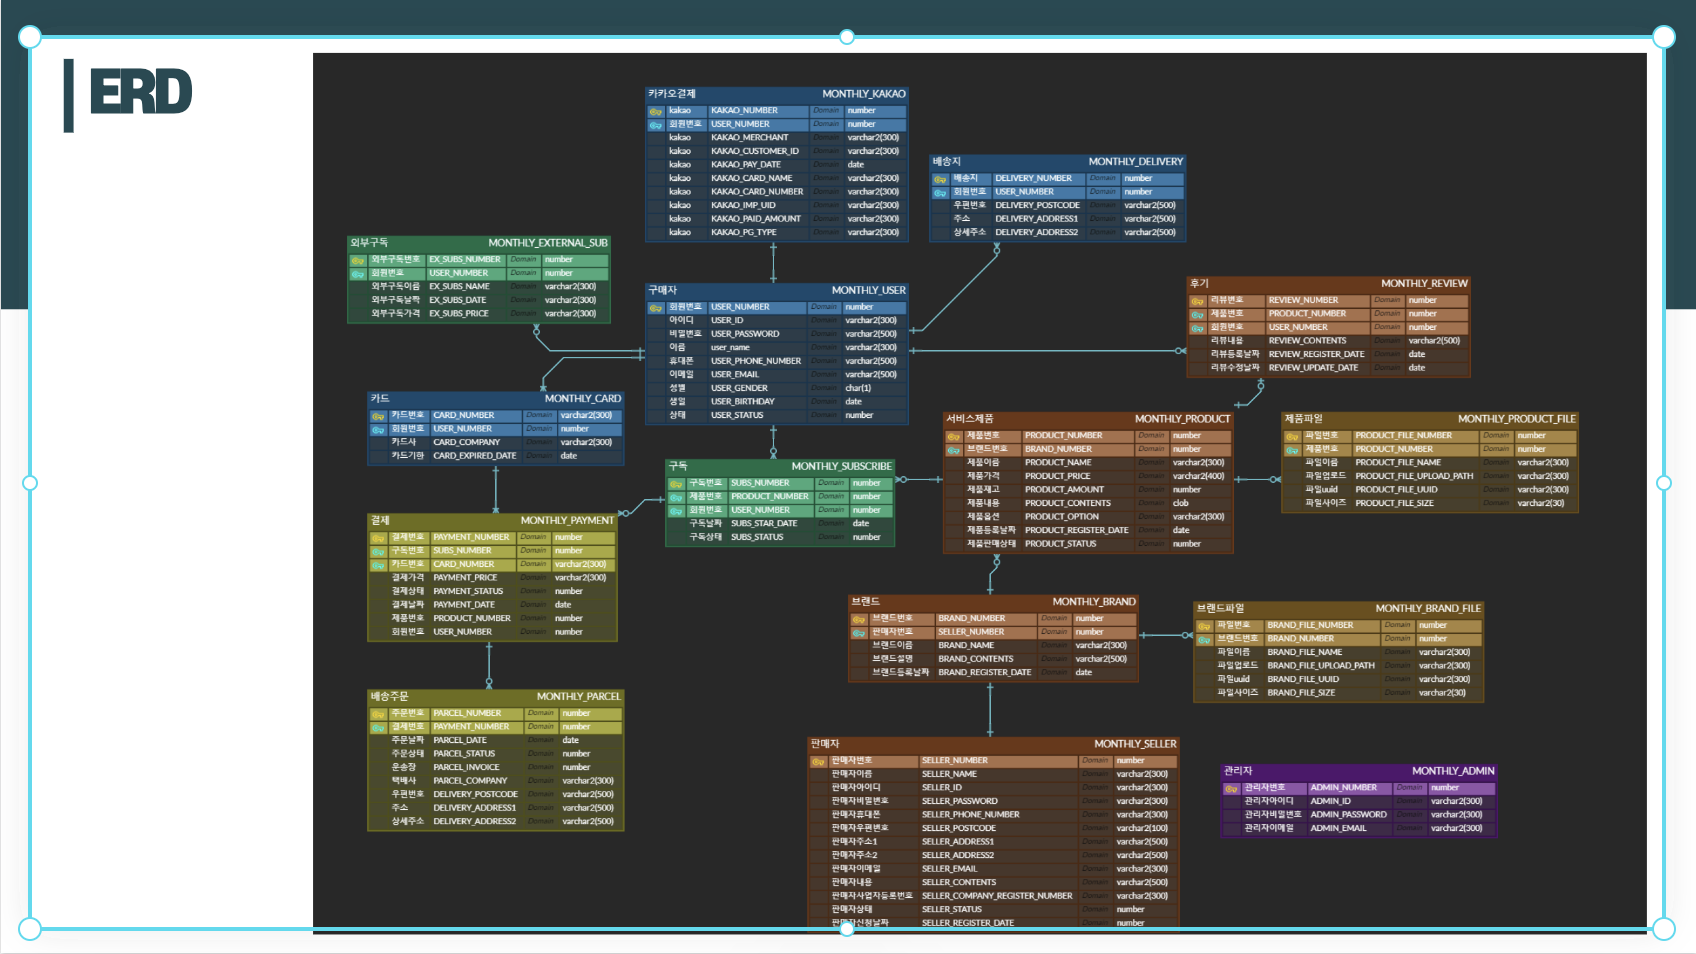 ERD
카카오결제 MONTHLY_KAKAO
kakao KAKAO_NUMBER Domain number
회원번호 USER_NUMBER Domain number
kakao KAKAO_MERCHANT Domain varchar2(300)
kakao KAKAO_CUSTOMER_ID Domain varchar2(300)
kakao KAKAO_PAY_DATE Domain date
kakao KAKAO_CARD_NAME Domain varchar2(300)
kakao KAKAO_CARD_NUMBER Domain varchar2(300)
kakao KAKAO_IMP_UID Domain varchar2(300)
kakao KAKAO_PAID_AMOUNT Domain varchar2(300)
kakao KAKAO_PG_TYPE Domain varchar2(300)
배송지 MONTHLY_DELIVERY
배송지 DELIVERY_NUMBER Domain number
회원번호 USER_NUMBER Domain number
우편번호 DELIVERY_POSTCODE Domain varchar2(500)
주소 DELIVERY_ADDRESS1 Domain varchar2(500)
상세주소 DELIVERY_ADDRESS2 Domain varchar2(500)
외부구독 MONTHLY_EXTERNAL_SUB
외부구독번호 EX_SUBS_NUMBER Domain number
회원번호 USER_NUMBER Domain number
외부구독이름 EX_SUBS_NAME Domain varchar2(300)
외부구독날짜 EX_SUBS_DATE Domain varchar2(300)
외부구독가격 EX_SUBS_PRICE Domain varchar2(300)
구매자 MONTHLY_USER
회원번호 USER_NUMBER Domain number
아이디 USER_ID Domain varchar2(300)
비밀번호 USER_PASSWORD Domain varchar2(500)
이름 user_name Domain varchar2(300)
휴대폰 USER_PHONE_NUMBER Domain varchar2(500)
이메일 USER_EMAIL Domain varchar2(500)
성별 USER_GENDER Domain char(1)
생일 USER_BIRTHDAY Domain date
상태 USER_STATUS Domain number
후기 MONTHLY_REVIEW
리뷰번호 REVIEW_NUMBER Domain number
제품번호 PRODUCT_NUMBER Domain number
회원번호 USER_NUMBER Domain number
리뷰내용 REVIEW_CONTENTS Domain varchar2(500)
리뷰등록날짜 REVIEW_REGISTER_DATE Domain date
리뷰수정날짜 REVIEW_UPDATE_DATE Domain date
카드 MONTHLY_CARD
카드번호 CARD_NUMBER Domain varchar2(300)
회원번호 USER_NUMBER Domain number
카드사 CARD_COMPANY Domain varchar2(300)
카드기한 CARD_EXPIRED_DATE Domain date
구독 MONTHLY_SUBSCRIBE
구독번호 SUBS_NUMBER Domain number
제품번호 PRODUCT_NUMBER Domain number
회원번호 USER_NUMBER Domain number
구독날짜 SUBS_STAR_DATE Domain date
구독상태 SUBS_STATUS Domain number
서비스제품 MONTHLY_PRODUCT
제품번호 PRODUCT_NUMBER Domain number
브랜드번호 BRAND_NUMBER Domain number
제품이름 PRODUCT_NAME Domain varchar2(300)
제품가격 PRODUCT_PRICE Domain varchar2(400)
제품재고 PRODUCT_AMOUNT Domain number
제품내용 PRODUCT_CONTENTS Domain clob
제품옵션 PRODUCT_OPTION Domain varchar2(300)
제품등록날짜 PRODUCT_REGISTER_DATE Domain date
제품판매상태 PRODUCT_STATUS Domain number
제품파일 MONTHLY_PRODUCT_FILE
파일번호 PRODUCT_FILE_NUMBER Domain number
제품번호 PRODUCT_NUMBER Domain number
파일이름 PRODUCT_FILE_NAME Domain varchar2(300)
파일업로드 PRODUCT_FILE_UPLOAD_PATH Domain varchar2(300)
파일uuid PRODUCT_FILE_UUID Domain varchar2(300)
파일사이즈 PRODUCT_FILE_SIZE Domain varchar2(30)
결제 MONTHLY_PAYMENT
결제번호 PAYMENT_NUMBER Domain number
구독번호 SUBS_NUMBER Domain number
카드번호 CARD_NUMBER Domain varchar2(300)
결제가격 PAYMENT_PRICE Domain varchar2(300)
결제상태 PAYMENT_STATUS Domain number
결제날짜 PAYMENT_DATE Domain date
제품번호 PRODUCT_NUMBER Domain number
회원번호 USER_NUMBER Domain number
브랜드 MONTHLY_BRAND
브랜드번호 BRAND_NUMBER Domain number
판매자번호 SELLER_NUMBER Domain number
브랜드이름 BRAND_NAME Domain varchar2(300)
브랜드설명 BRAND_CONTENTS Domain varchar2(500)
브랜드등록날짜 BRAND_REGISTER_DATE Domain date
브랜드파일 MONTHLY_BRAND_FILE
파일번호 BRAND_FILE_NUMBER Domain number
브랜드번호 BRAND_NUMBER Domain number
파일이름 BRAND_FILE_NAME Domain varchar2(300)
파일업로드 BRAND_FILE_UPLOAD_PATH Domain varchar2(300)
파일uuid BRAND_FILE_UUID Domain varchar2(300)
파일사이즈 BRAND_FILE_SIZE Domain varchar2(30)
배송주문 MONTHLY_PARCEL
주문번호 PARCEL_NUMBER Domain number
결제번호 PAYMENT_NUMBER Domain number
주문날짜 PARCEL_DATE Domain date
주문상태 PARCEL_STATUS Domain number
운송장 PARCEL_INVOICE Domain number
택배사 PARCEL_COMPANY Domain varchar2(300)
우편번호 DELIVERY_POSTCODE Domain varchar2(500)
주소 DELIVERY_ADDRESS1 Domain varchar2(500)
상세주소 DELIVERY_ADDRESS2 Domain varchar2(500)
판매자 MONTHLY_SELLER
판매자번호 SELLER_NUMBER Domain number
판매자이름 SELLER_NAME Domain varchar2(300)
판매자아이디 SELLER_ID Domain varchar2(300)
판매자비밀번호 SELLER_PASSWORD Domain varchar2(300)
판매자휴대폰 SELLER_PHONE_NUMBER Domain varchar2(300)
판매자우편번호 SELLER_POSTCODE Domain varchar2(100)
판매자주소1 SELLER_ADDRESS1 Domain varchar2(500)
판매자주소2 SELLER_ADDRESS2 Domain varchar2(500)
판매자이메일 SELLER_EMAIL Domain varchar2(300)
판매자내용 SELLER_CONTENTS Domain varchar2(500)
판매자사업자등록번호 SELLER_COMPANY_REGISTER_NUMBER Domain varchar2(300)
판매자상태 SELLER_STATUS Domain number
판매자신청날짜 SELLER_REGISTER_DATE Domain number
관리자 MONTHLY_ADMIN
관리자번호 ADMIN_NUMBER Domain number
관리자아이디 ADMIN_ID Domain varchar2(300)
관리자비밀번호 ADMIN_PASSWORD Domain varchar2(300)
관리자이메일 ADMIN_EMAIL Domain varchar2(300)